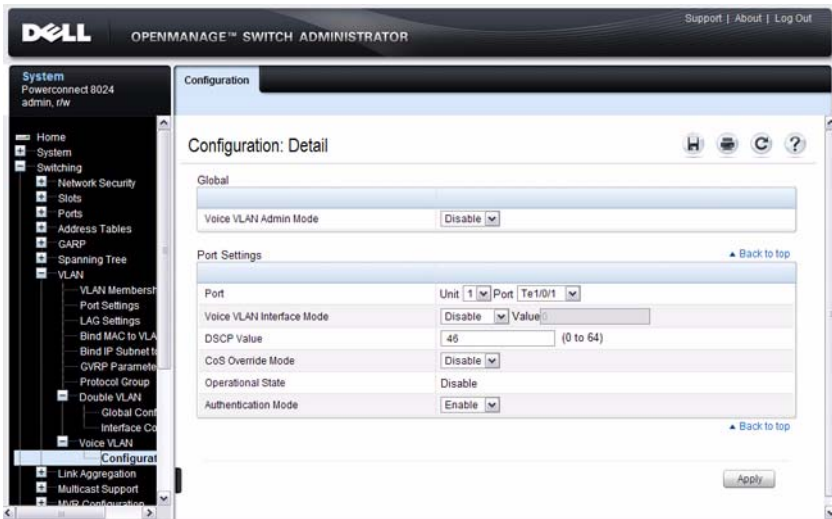 Support | About | Log Out
DELL
OPENMANAGE™ SWITCH ADMINISTRATOR
System
Powerconnect 8024
admin, r/w
Configuration
Home
System
Switching
Network Security
Slots
Ports
Address Tables
GARP
Spanning Tree
VLAN
VLAN Membersh
Port Settings
LAG Settings
Bind MAC to VLA
Bind IP Subnet to
GVRP Paramete
Protocol Group
Double VLAN
Global Conf
Interface Co
Voice VLAN
Configurat
Link Aggregation
Multicast Support
MVR Configuration
Configuration: Detail
Global
Voice VLAN Admin Mode Disable
Port Settings Back to top
Port Unit 1 Port Te1/0/1
Voice VLAN Interface Mode Disable Value 0
DSCP Value 46 (0 to 64)
CoS Override Mode Disable
Operational State Disable
Authentication Mode Enable
Back to top
Apply